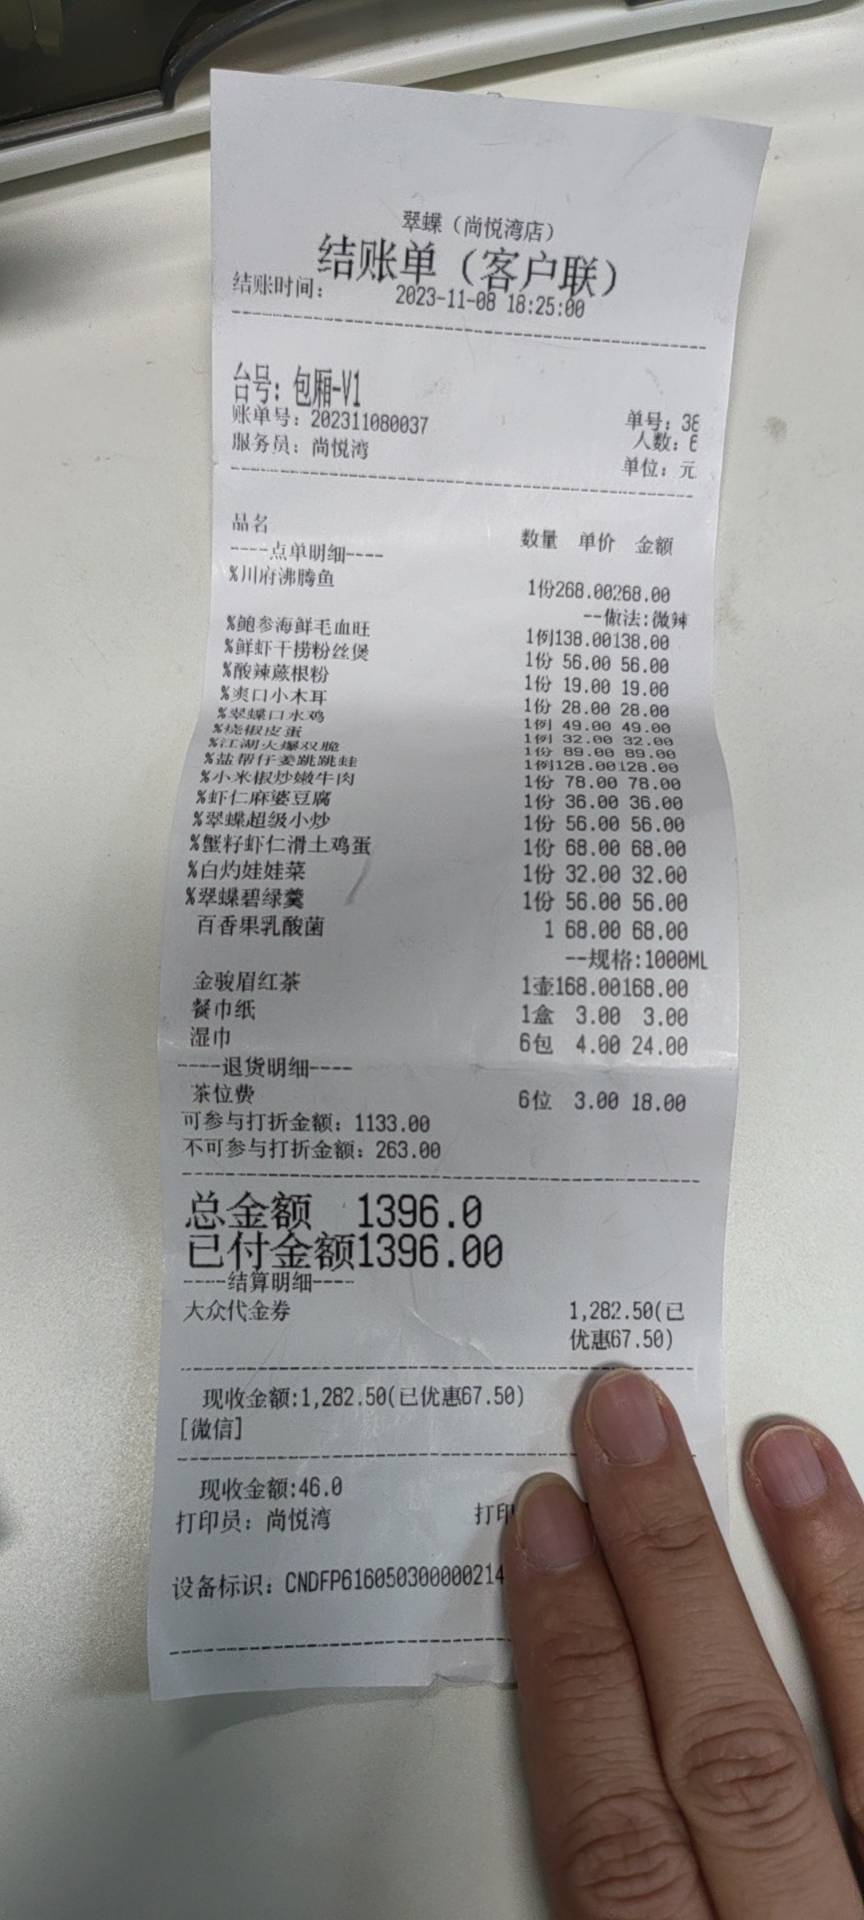 翠蝶（尚悦湾店）
结账单（客户联）
结账时间： 2023-11-08 18:25:00
台号：包厢-V1
账单号：202311080037 单号：36
服务员：尚悦湾 人数：6
单位：元
品名 数量 单价 金额
----点单明细----
%川府沸腾鱼 1份268.00268.00
--做法:微辣
%鲍参海鲜毛血旺 1例138.00138.00
%鲜虾干捞粉丝煲 1份 56.00 56.00
%酸辣蕨根粉 1份 19.00 19.00
%爽口小木耳 1份 28.00 28.00
%翠蝶口水鸡 1例 49.00 49.00
%烧椒皮蛋 1例 32.00 32.00
%江湖火爆双脆 1份 89.00 89.00
%盐帮仔姜跳跳蛙 1例128.00128.00
%小米椒炒嫩牛肉 1份 78.00 78.00
%虾仁麻婆豆腐 1份 36.00 36.00
%翠蝶超级小炒 1份 56.00 56.00
%蟹籽虾仁滑土鸡蛋 1份 68.00 68.00
%白灼娃娃菜 1份 32.00 32.00
%翠蝶碧绿羹 1份 56.00 56.00
百香果乳酸菌 1 68.00 68.00
--规格:1000ML
金骏眉红茶 1壶168.00168.00
餐巾纸 1盒 3.00 3.00
湿巾 6包 4.00 24.00
----退货明细----
茶位费 6位 3.00 18.00
可参与打折金额：1133.00
不可参与打折金额：263.00
总金额 1396.0
已付金额1396.00
-----结算明细----
大众代金券 1,282.50(已
优惠67.50)
现收金额:1,282.50(已优惠67.50)
[微信]
现收金额:46.0
打印员：尚悦湾 打印
设备标识：CNDFP616050300000214